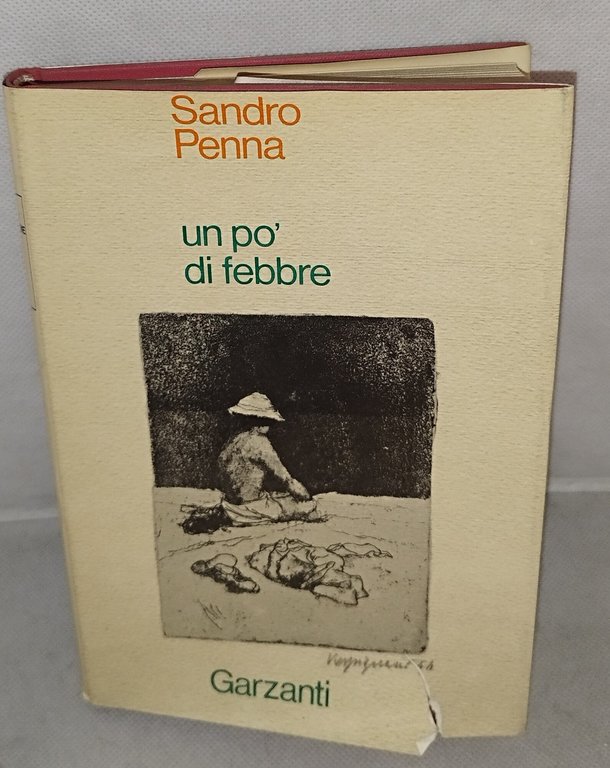 Sandro
Penna
un po'
di febbre
Garzanti